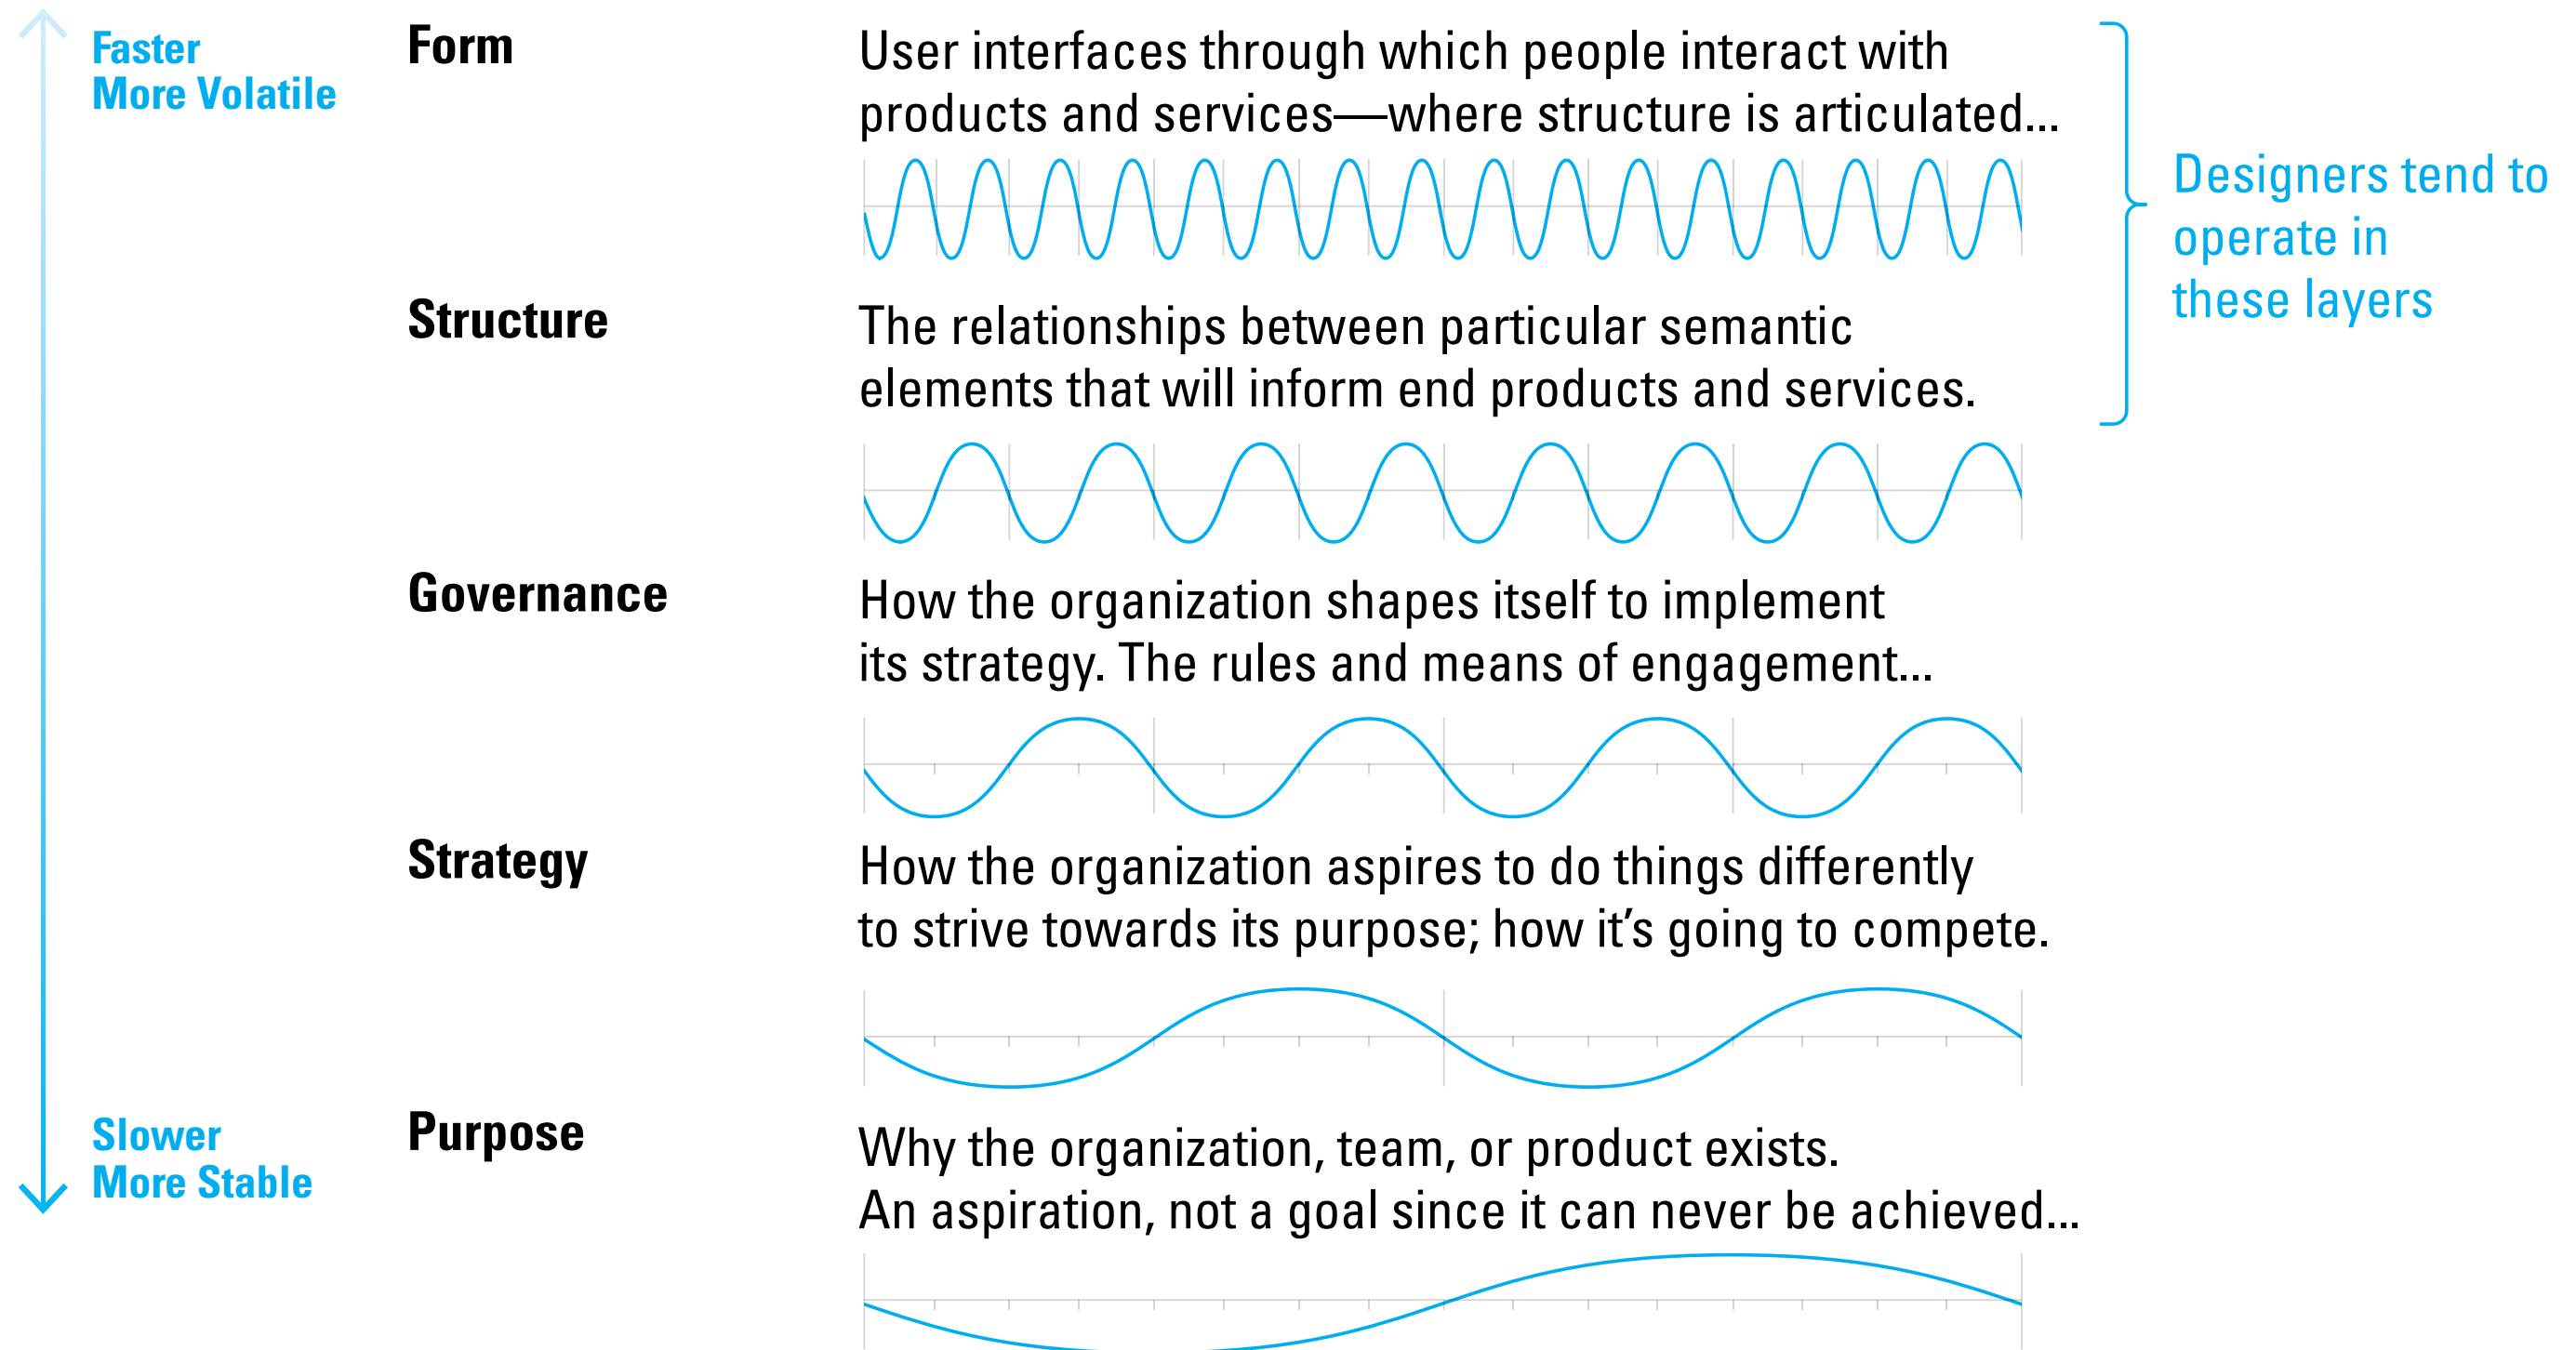 Faster
More Volatile
Form
User interfaces through which people interact with
products and services—where structure is articulated...
Designers tend to
operate in
these layers
Structure
The relationships between particular semantic
elements that will inform end products and services.
Governance
How the organization shapes itself to implement
its strategy. The rules and means of engagement...
Strategy
How the organization aspires to do things differently
to strive towards its purpose; how it’s going to compete.
Slower
More Stable
Purpose
Why the organization, team, or product exists.
An aspiration, not a goal since it can never be achieved...